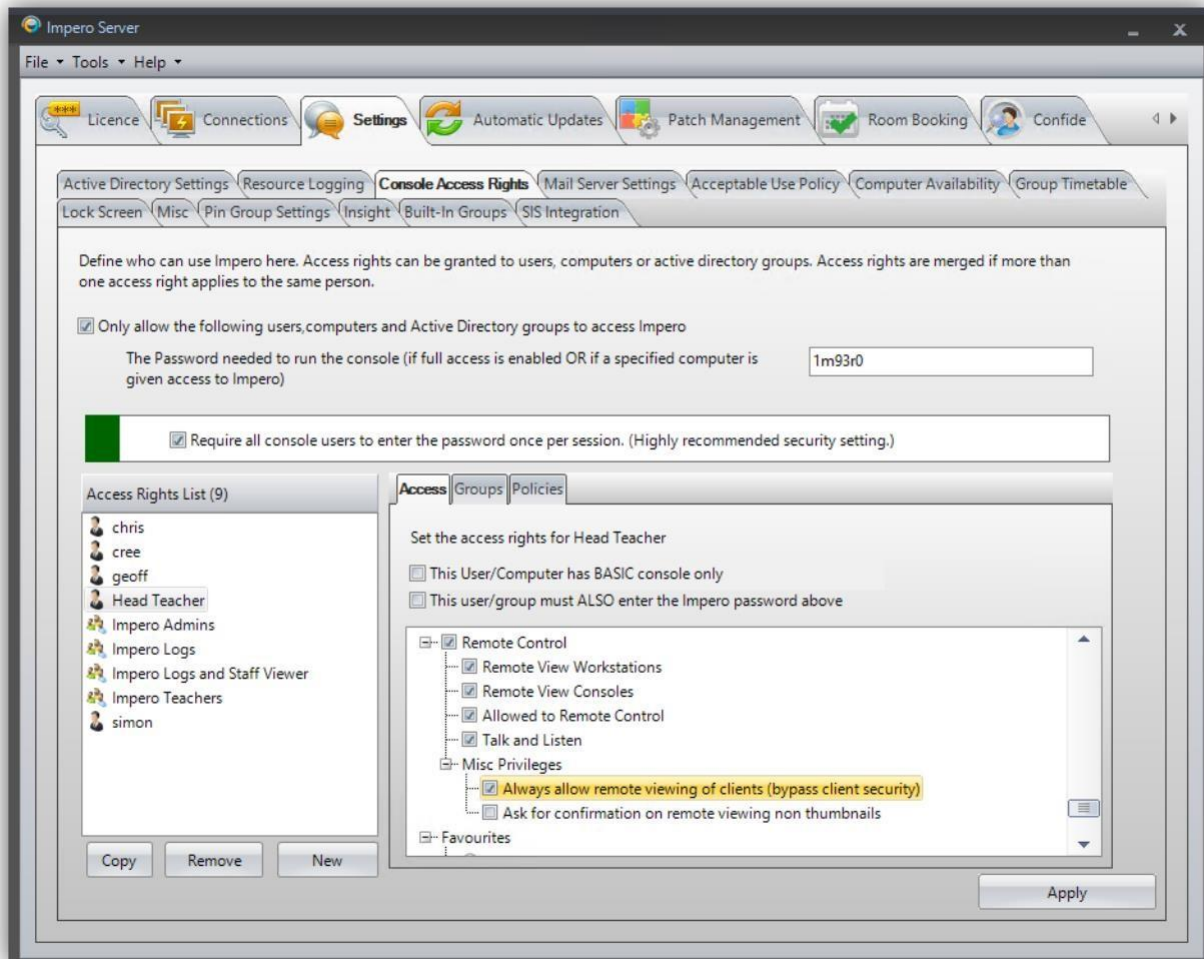 Impero Server
File Tools Help
*** Licence Connections Settings Automatic Updates Patch Management Room Booking Confide
Active Directory Settings Resource Logging Console Access Rights Mail Server Settings Acceptable Use Policy Computer Availability Group Timetable
Lock Screen Misc Pin Group Settings Insight Built-In Groups SIS Integration
Define who can use Impero here. Access rights can be granted to users, computers or active directory groups. Access rights are merged if more than
one access right applies to the same person.
Only allow the following users,computers and Active Directory groups to access Impero
The Password needed to run the console (if full access is enabled OR if a specified computer is
given access to Impero)
1m93r0
Require all console users to enter the password once per session. (Highly recommended security setting.)
Access Rights List (9)
chris
cree
geoff
Head Teacher
Impero Admins
Impero Logs
Impero Logs and Staff Viewer
Impero Teachers
simon
Copy Remove New
Access Groups Policies
Set the access rights for Head Teacher
This User/Computer has BASIC console only
This user/group must ALSO enter the Impero password above
Remote Control
Remote View Workstations
Remote View Consoles
Allowed to Remote Control
Talk and Listen
Misc Privileges
Always allow remote viewing of clients (bypass client security)
Ask for confirmation on remote viewing non thumbnails
Favourites
Apply